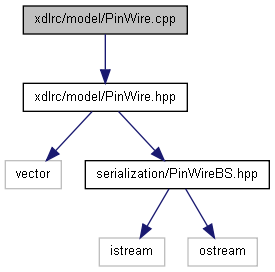 xdlrc/model/PinWire.cpp
xdlrc/model/PinWire.hpp
vector
serialization/PinWireBS.hpp
istream
ostream